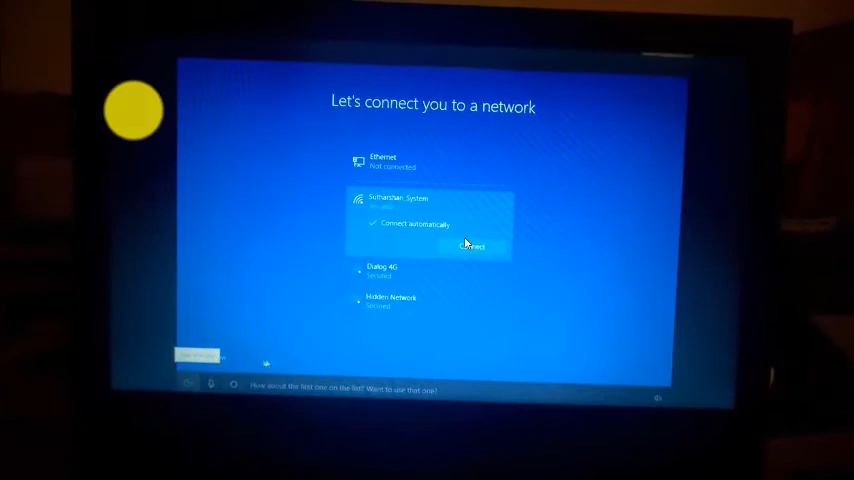 Let's connect you to a network
Ethernet
Not connected
Sutharshan_System
Connect automatically
Connect
Dialog 4G
Secured
Hidden Network
Secured
How about the first one on the list? Want to use that one?